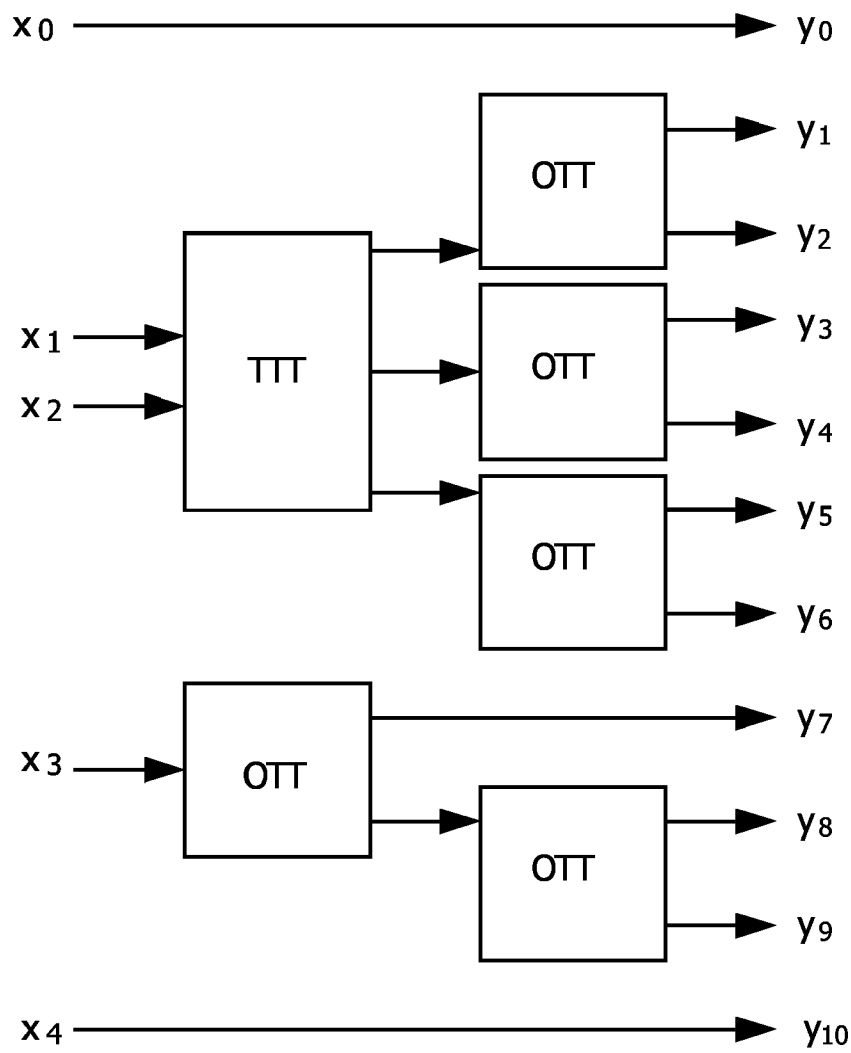 x0 y0
OTT y1
y2
x1 TTT OTT y3
x2 y4
OTT y5
y6
x3 OTT y7
OTT y8
y9
x4 y10